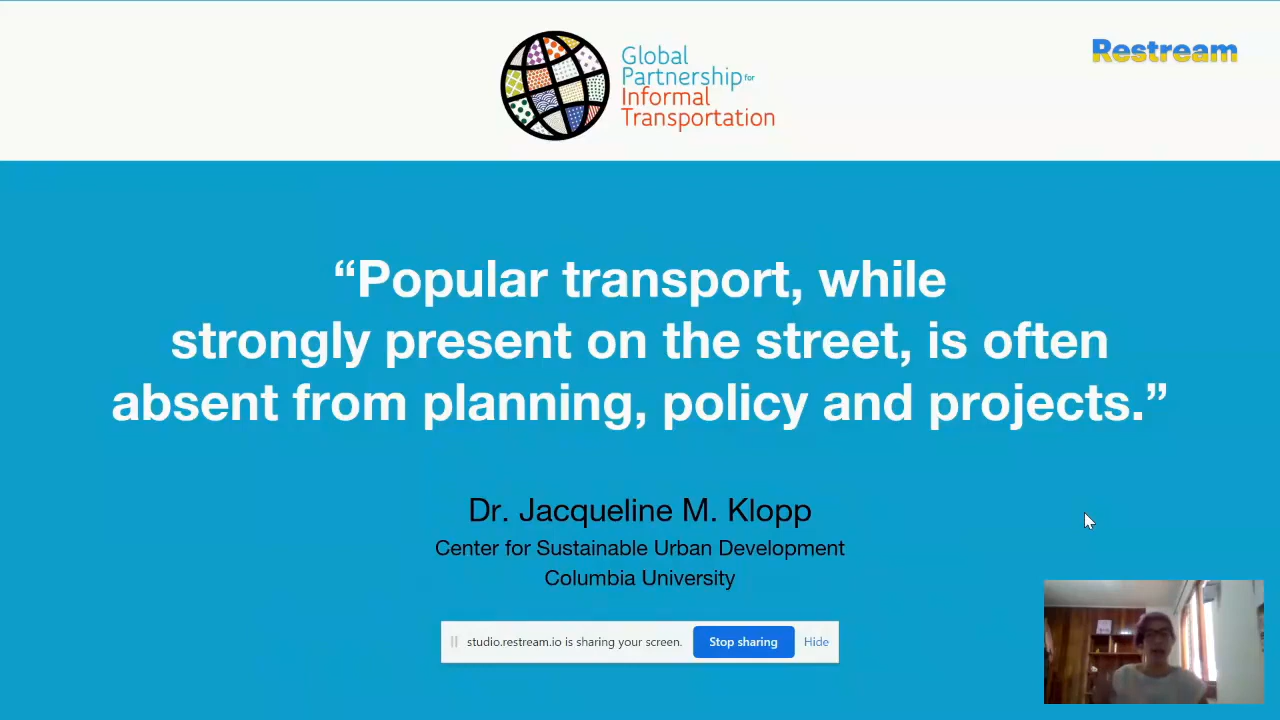 Global
Partnership for
Informal
Transportation
Restream
“Popular transport, while
strongly present on the street, is often
absent from planning, policy and projects.”
Dr. Jacqueline M. Klopp
Center for Sustainable Urban Development
Columbia University
studio.restream.io is sharing your screen.
Stop sharing
Hide